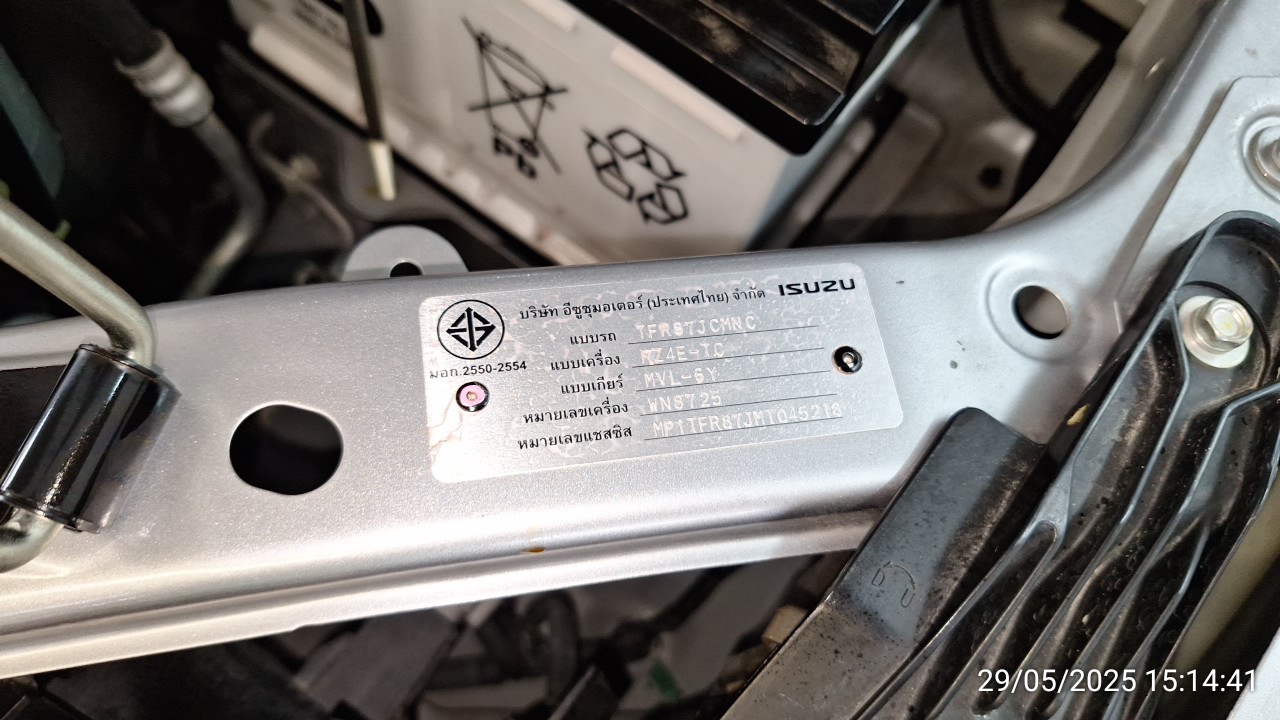 บริษัท อีซูซุมอเตอร์ (ประเทศไทย) จำกัด ISUZU
แบบรถ TFR87JCMNC
มอก.2550-2554
แบบเครื่อง RZ4E-TC
แบบเกียร์ MVL-6Y
หมายเลขเครื่อง WN8725
หมายเลขแชสซิส MP1TFR87JMT045218
Pb
29/05/2025 15:14:41